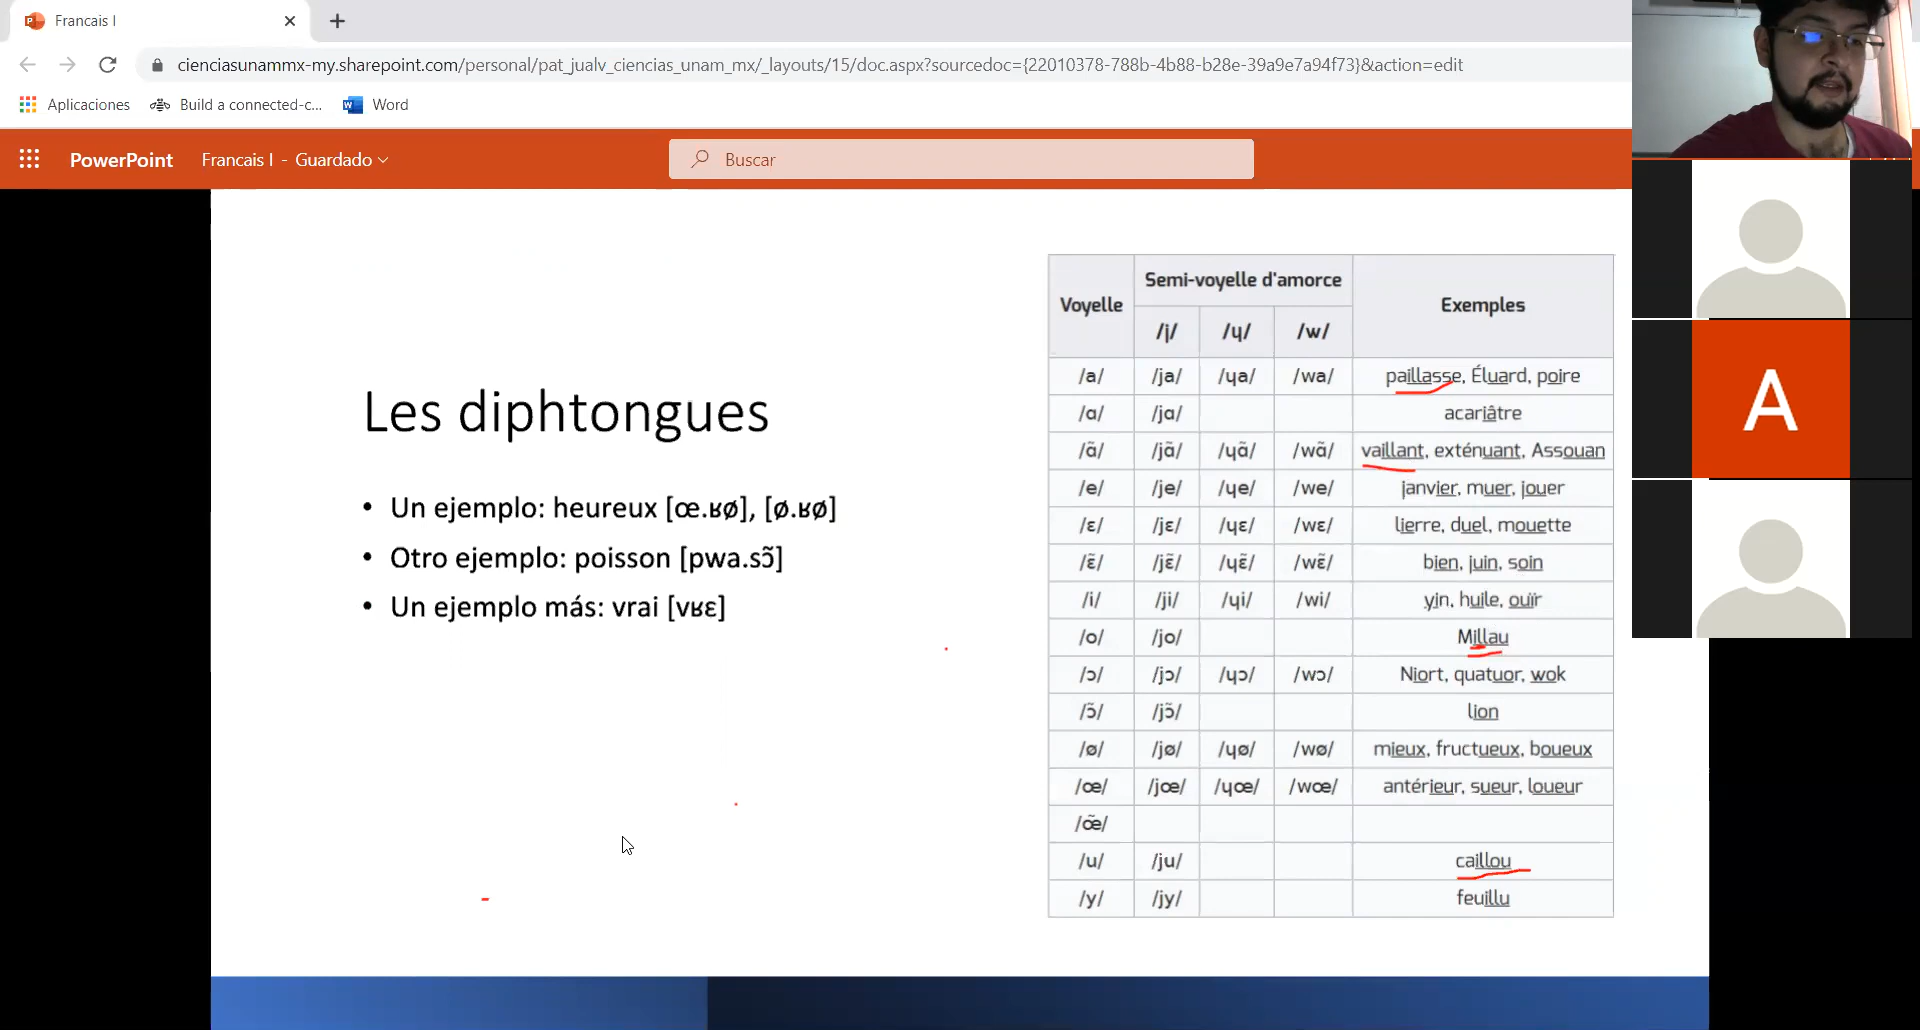 Francais I
cienciasunammx-my.sharepoint.com/personal/pat_jualv_ciencias_unam_mx/_layouts/15/doc.aspx?sourcedoc={22010378-788b-4b88-b28e-39a9e7a94f73}&action=edit
Aplicaciones Build a connected-c... Word
PowerPoint Francais I - Guardado Buscar
Les diphtongues
• Un ejemplo: heureux [œ.ʁø], [ø.ʁø]
• Otro ejemplo: poisson [pwa.sɔ̃]
• Un ejemplo más: vrai [vʁɛ]
Voyelle Semi-voyelle d'amorce Exemples
/j/ /ɥ/ /w/
/a/ /ja/ /ɥa/ /wa/ paillasse, Éluard, poire
/ɑ/ /jɑ/ acariâtre
/ɑ̃/ /jɑ̃/ /ɥɑ̃/ /wɑ̃/ vaillant, exténuant, Assouan
/e/ /je/ /ɥe/ /we/ janvier, muer, jouer
/ɛ/ /jɛ/ /ɥɛ/ /wɛ/ lierre, duel, mouette
/ɛ̃/ /jɛ̃/ /ɥɛ̃/ /wɛ̃/ bien, juin, soin
/i/ /ji/ /ɥi/ /wi/ yin, huile, ouïr
/o/ /jo/ Millau
/ɔ/ /jɔ/ /ɥɔ/ /wɔ/ Niort, quatuor, wok
/ɔ̃/ /jɔ̃/ lion
/ø/ /jø/ /ɥø/ /wø/ mieux, fructueux, boueux
/œ/ /jœ/ /ɥœ/ /wœ/ antérieur, sueur, loueur
/œ̃/
/u/ /ju/ caillou
/y/ /jy/ feuillu
A